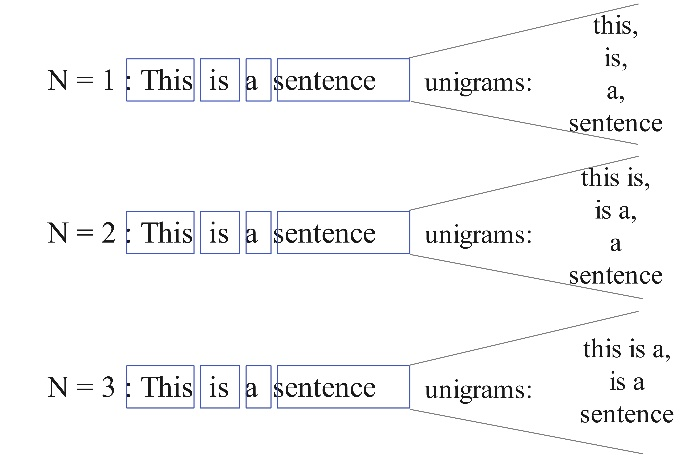 this,
is,
N = 1 : This is a sentence unigrams:
a,
sentence
this is,
is a,
N = 2 : This is a sentence unigrams:
a
sentence
this is a,
N = 3 : This is a sentence unigrams:
is a
sentence